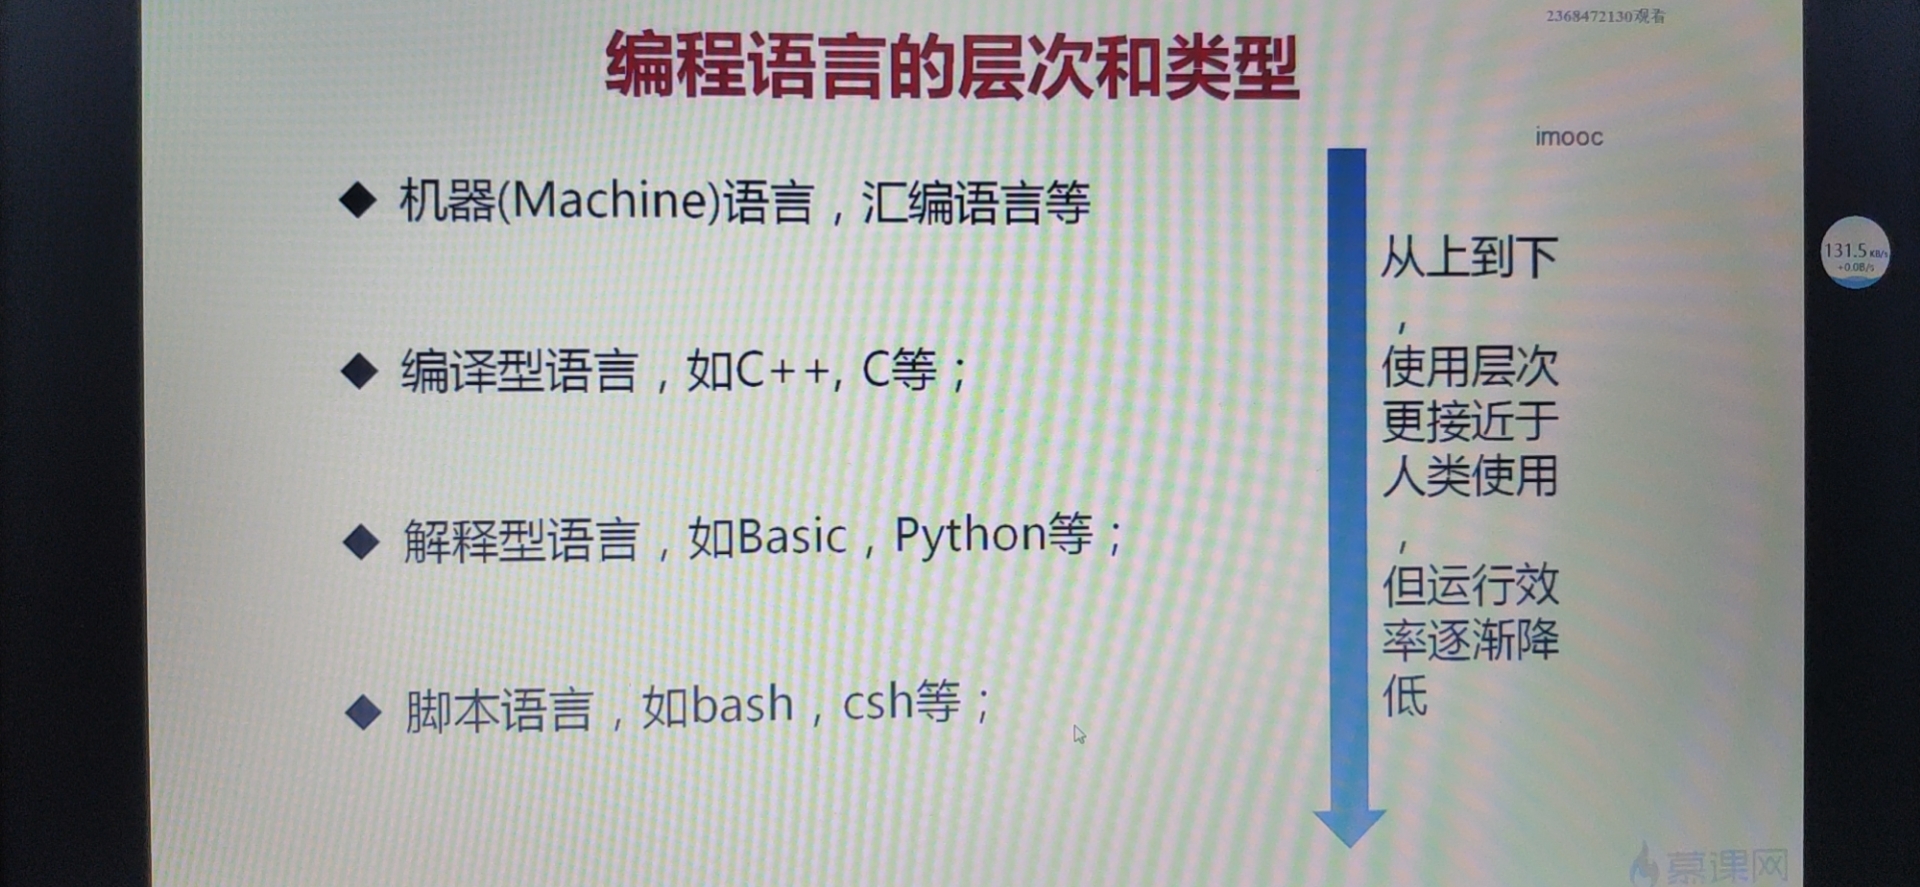 2368472130观看
编程语言的层次和类型
imooc
机器(Machine)语言，汇编语言等
编译型语言，如C++, C等；
解释型语言，如Basic，Python等；
脚本语言，如bash，csh等；
从上到下
，
使用层次
更接近于
人类使用
，
但运行效
率逐渐降
低
131.5 KB/s
+0.0B/s
慕课网